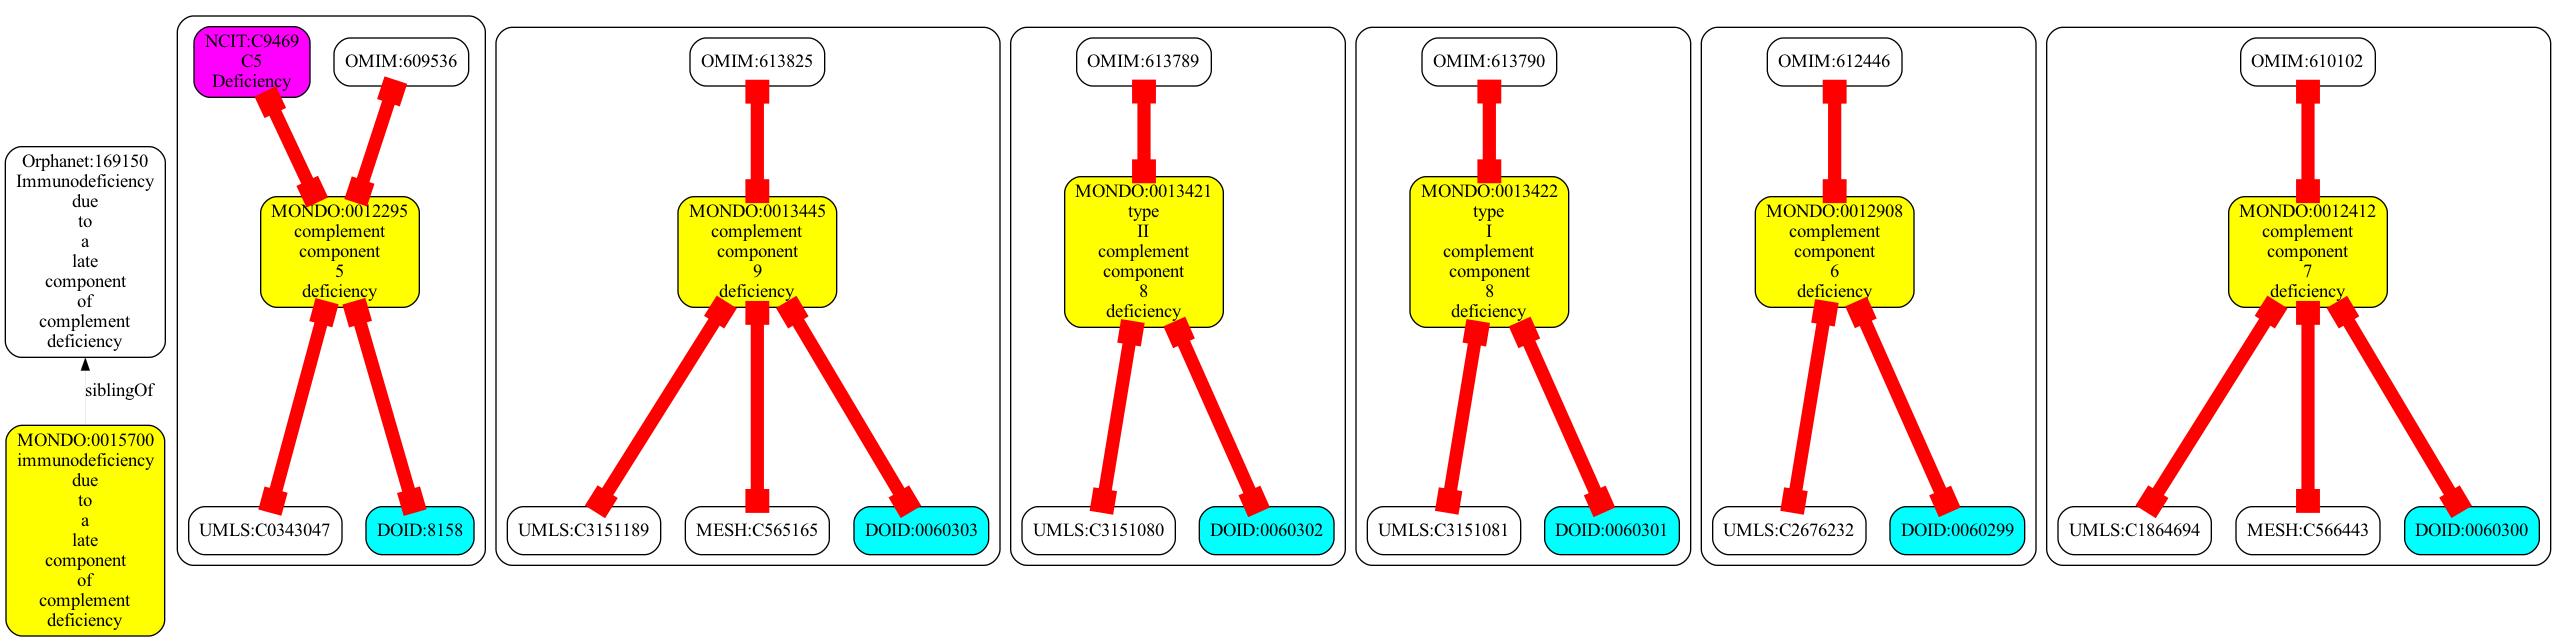 Orphanet:169150
Immunodeficiency
due
to
a
late
component
of
complement
deficiency
siblingOf
MONDO:0015700
immunodeficiency
due
to
a
late
component
of
complement
deficiency
NCIT:C9469
C5
Deficiency
OMIM:609536
MONDO:0012295
complement
component
5
deficiency
UMLS:C0343047
DOID:8158
OMIM:613825
MONDO:0013445
complement
component
9
deficiency
UMLS:C3151189
MESH:C565165
DOID:0060303
OMIM:613789
MONDO:0013421
type
II
complement
component
8
deficiency
UMLS:C3151080
DOID:0060302
OMIM:613790
MONDO:0013422
type
I
complement
component
8
deficiency
UMLS:C3151081
DOID:0060301
OMIM:612446
MONDO:0012908
complement
component
6
deficiency
UMLS:C2676232
DOID:0060299
OMIM:610102
MONDO:0012412
complement
component
7
deficiency
UMLS:C1864694
MESH:C566443
DOID:0060300